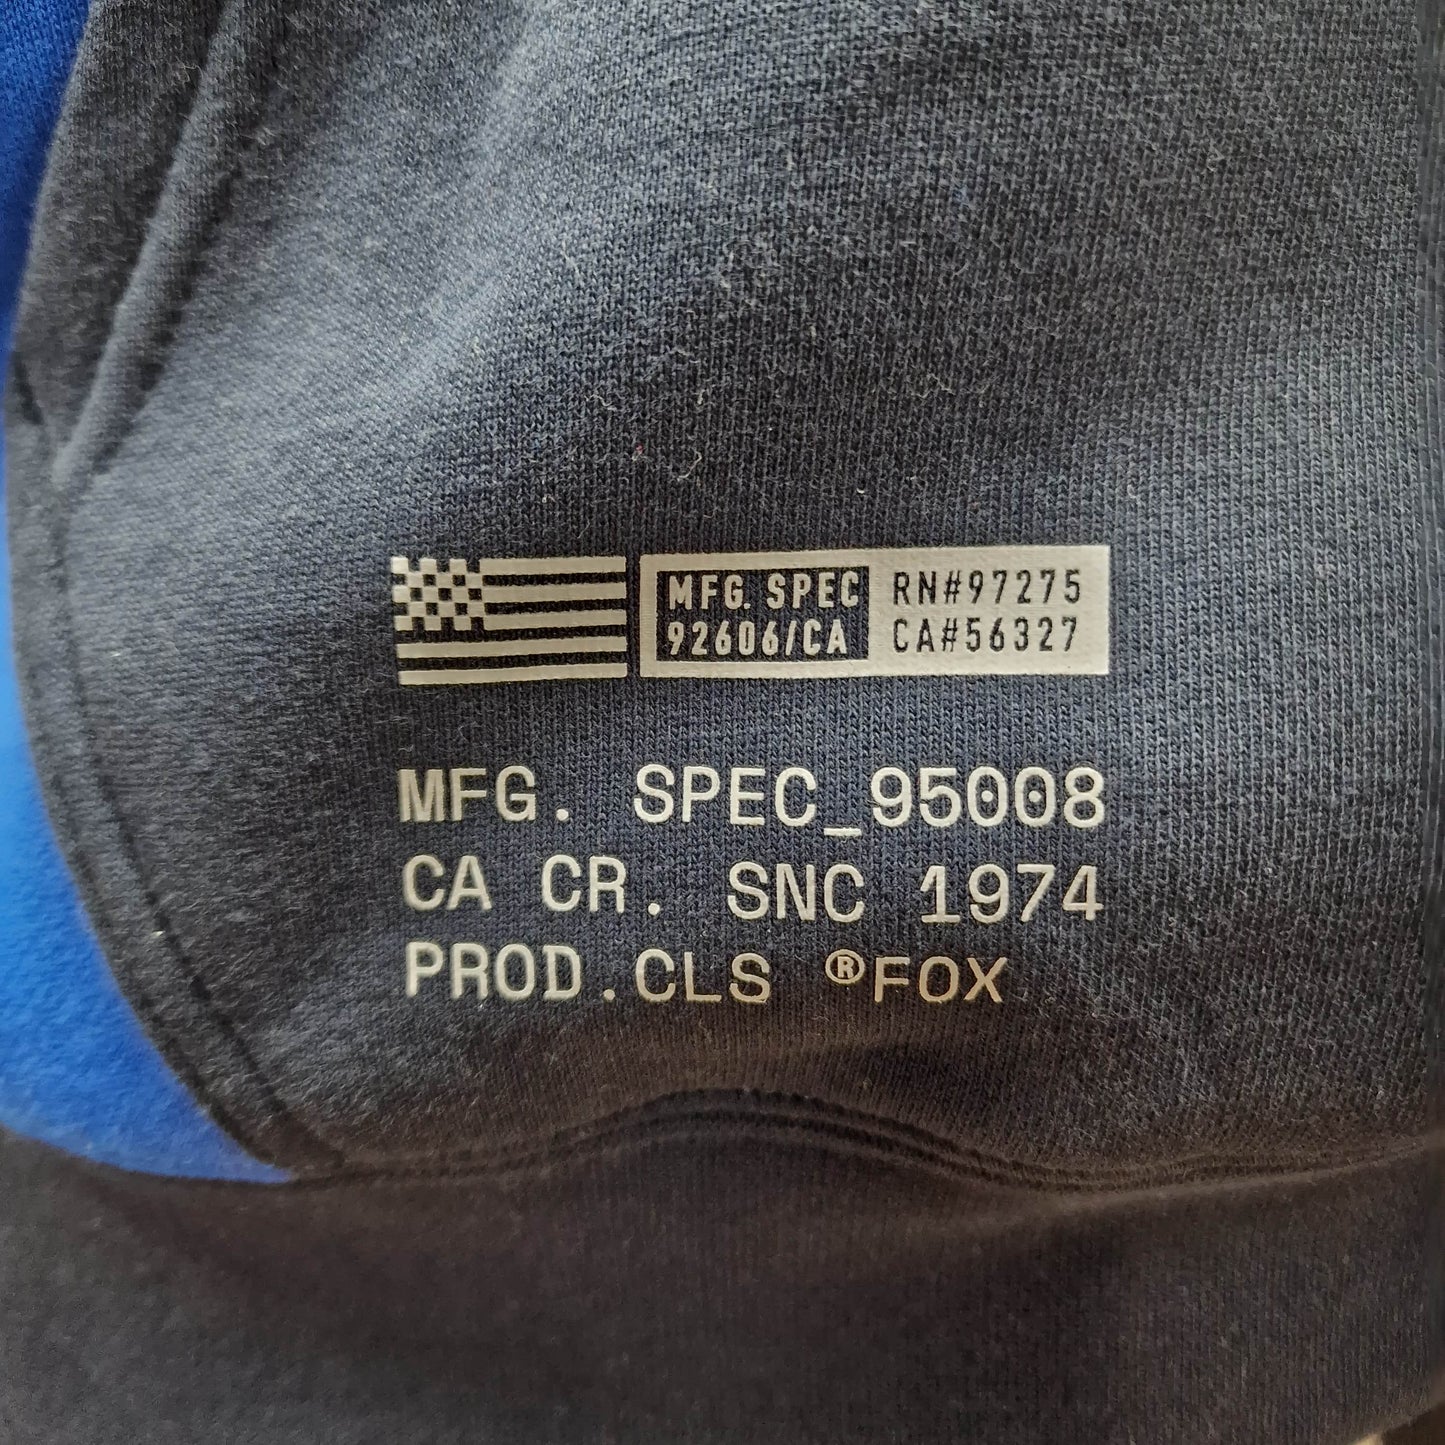 MFG. SPEC
92606/CA
RN#97275
CA#56327
MFG. SPEC_95008
CA CR. SNC 1974
PROD.CLS ®FOX